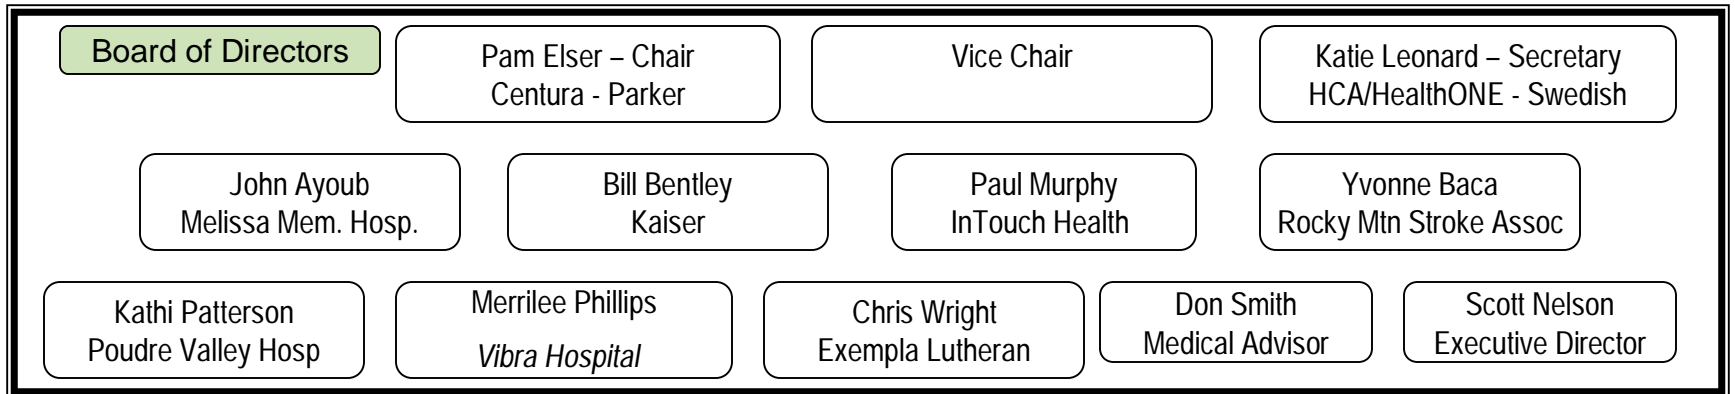 Board of Directors
Pam Elser – Chair
Centura - Parker
Vice Chair
Katie Leonard – Secretary
HCA/HealthONE - Swedish
John Ayoub
Melissa Mem. Hosp.
Bill Bentley
Kaiser
Paul Murphy
InTouch Health
Yvonne Baca
Rocky Mtn Stroke Assoc
Kathi Patterson
Poudre Valley Hosp
Merrilee Phillips
Vibra Hospital
Chris Wright
Exempla Lutheran
Don Smith
Medical Advisor
Scott Nelson
Executive Director